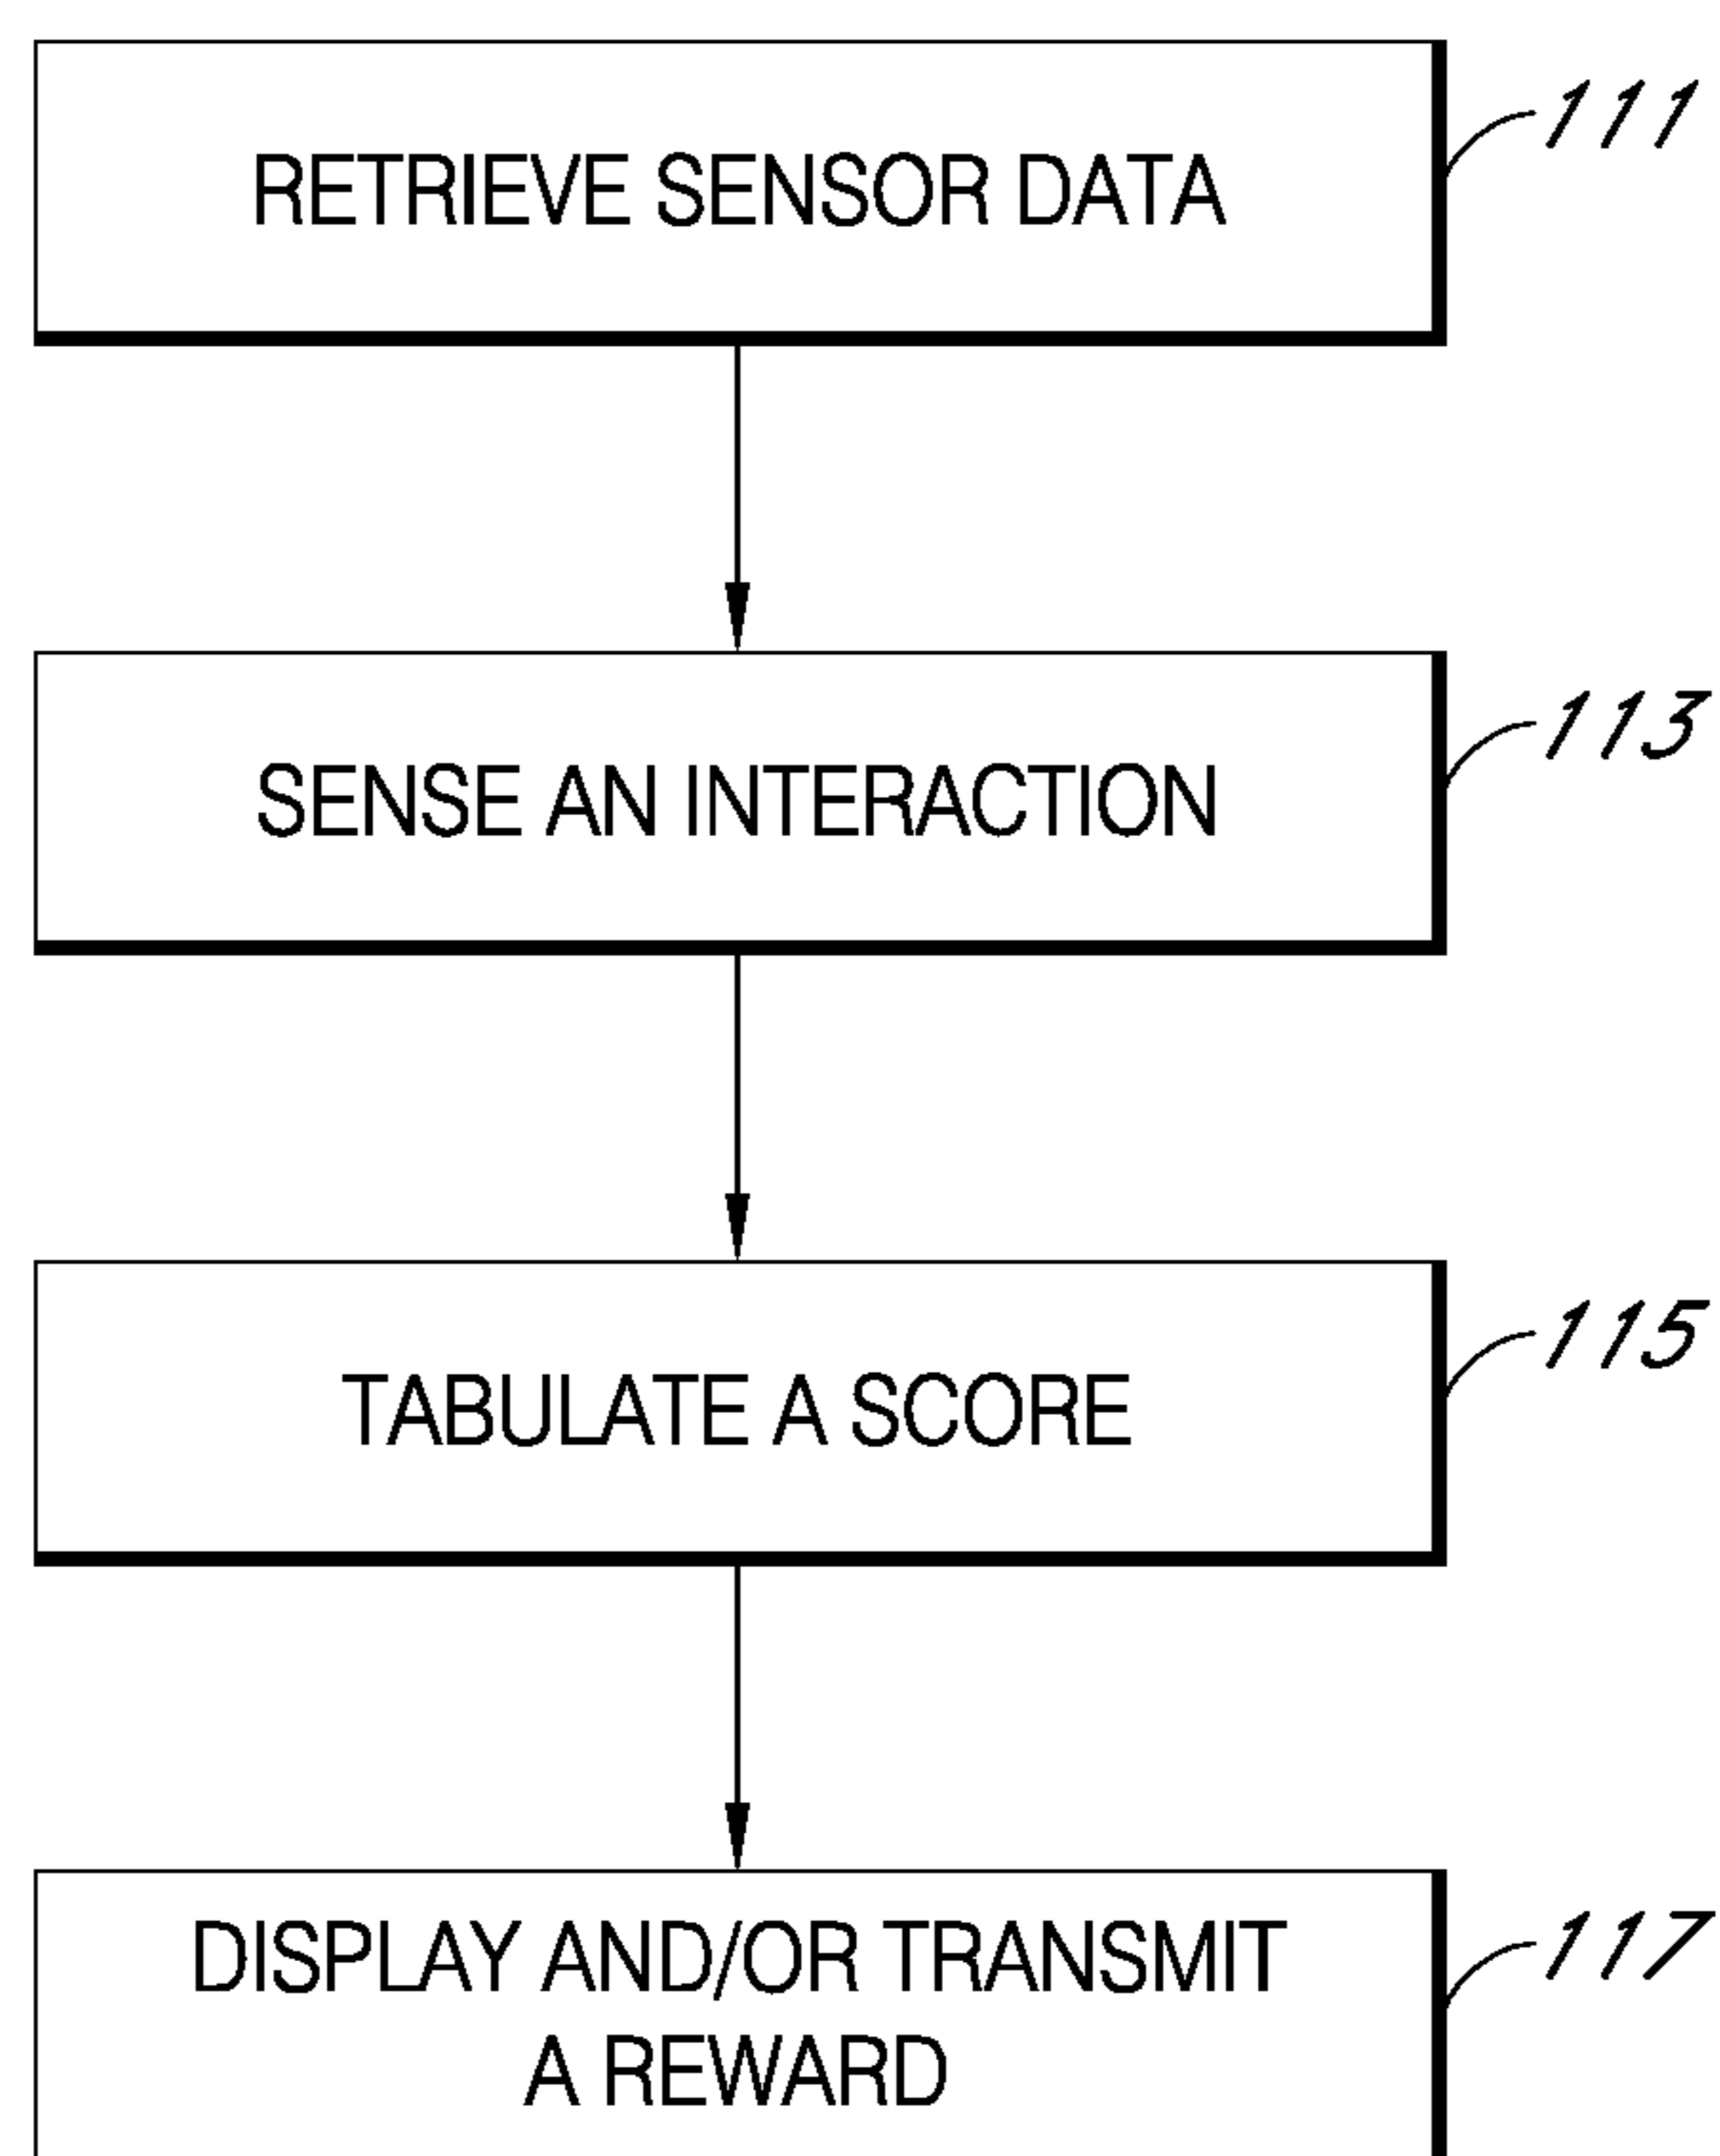 RETRIEVE SENSOR DATA
111
SENSE AN INTERACTION
113
TABULATE A SCORE
115
DISPLAY AND/OR TRANSMIT
A REWARD
117